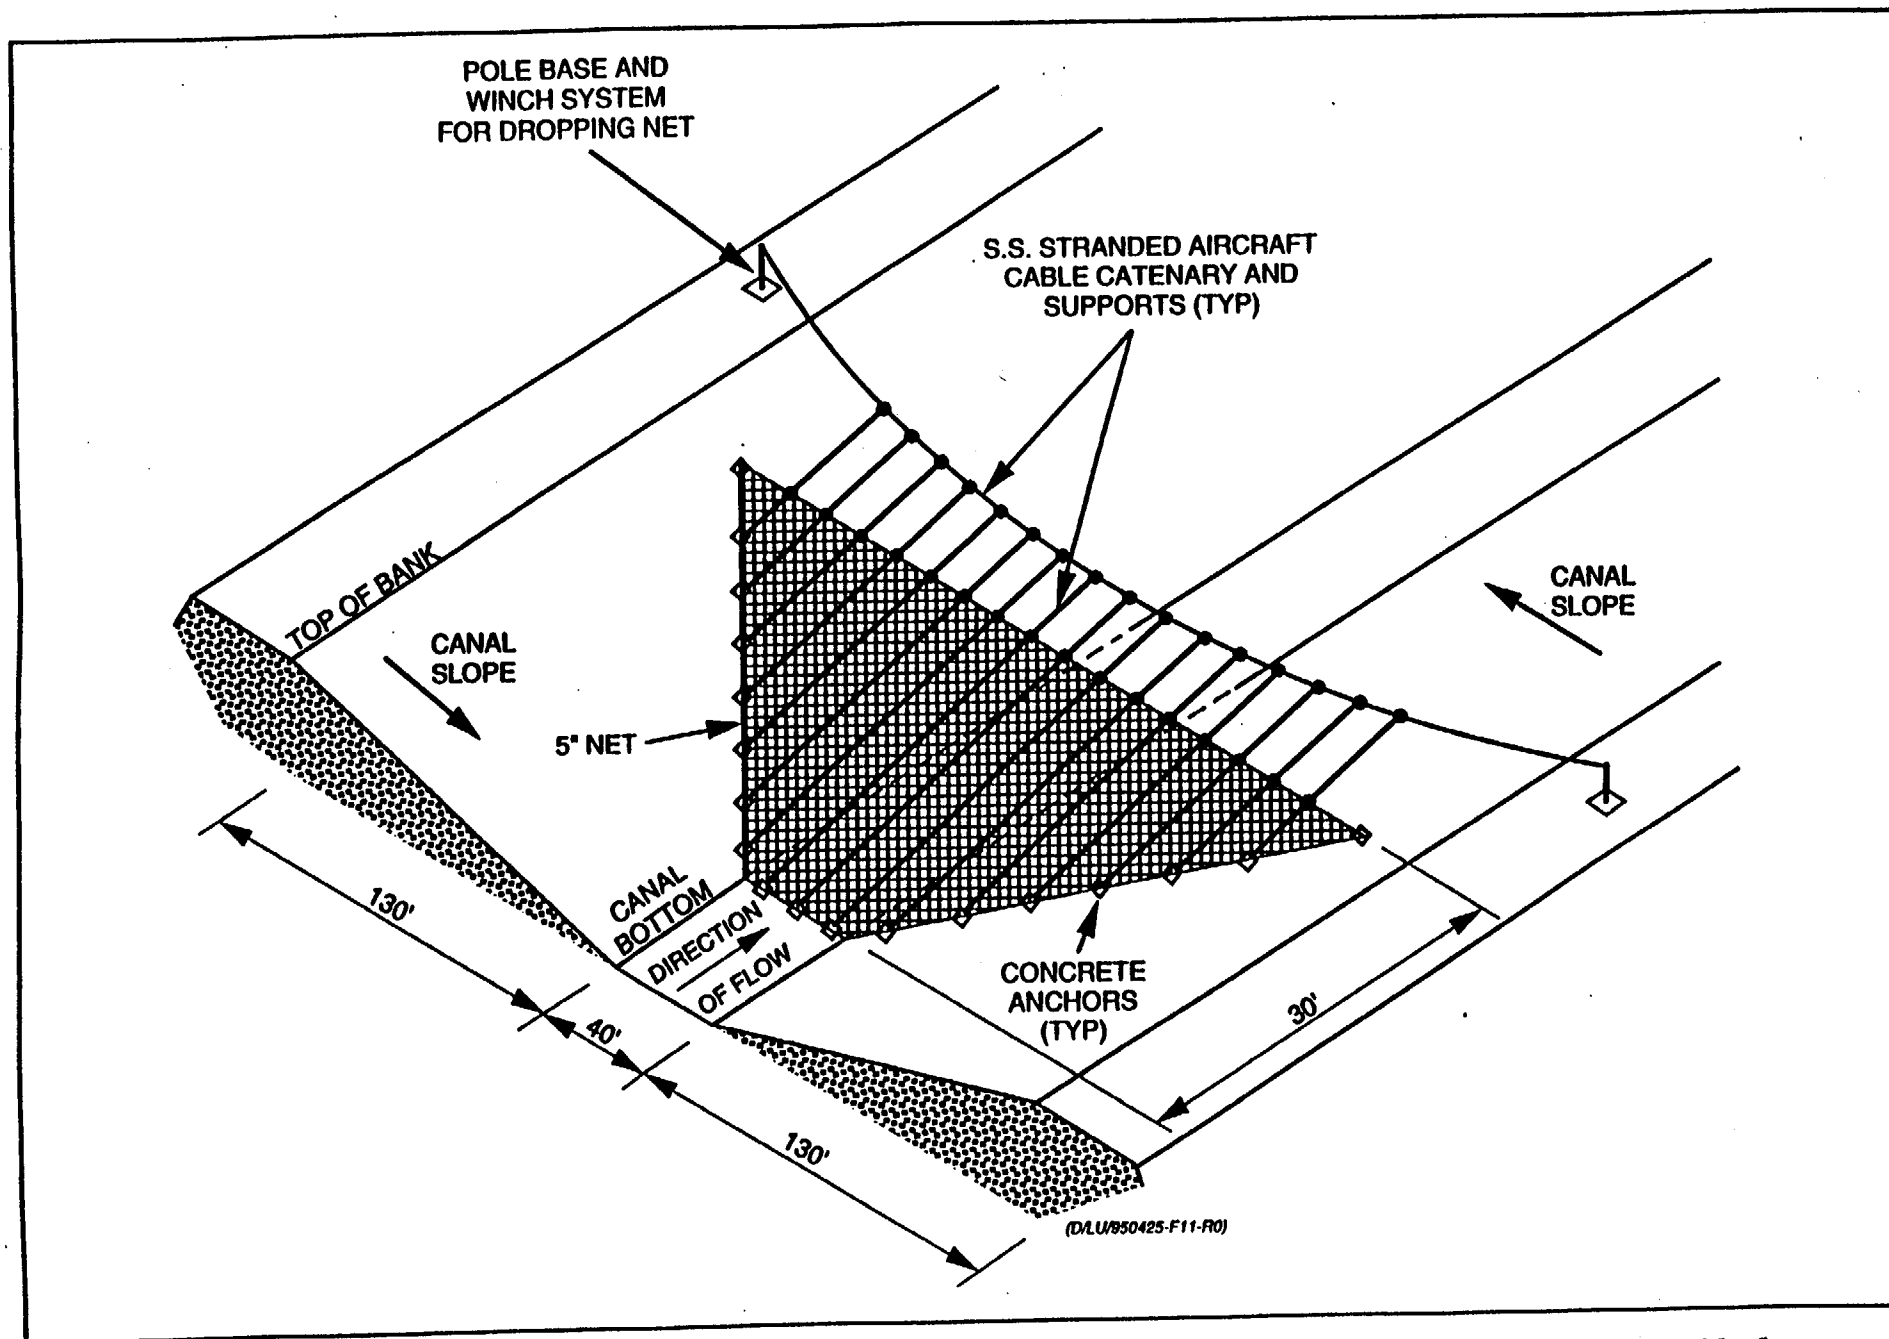 POLE BASE AND
WINCH SYSTEM
FOR DROPPING NET
S.S. STRANDED AIRCRAFT
CABLE CATENARY AND
SUPPORTS (TYP)
TOP OF BANK
CANAL
SLOPE
CANAL
SLOPE
5" NET
130'
CANAL
BOTTOM
DIRECTION
OF FLOW
CONCRETE
ANCHORS
(TYP)
30'
40'
130'
(D/LU/950425-F11-R0)